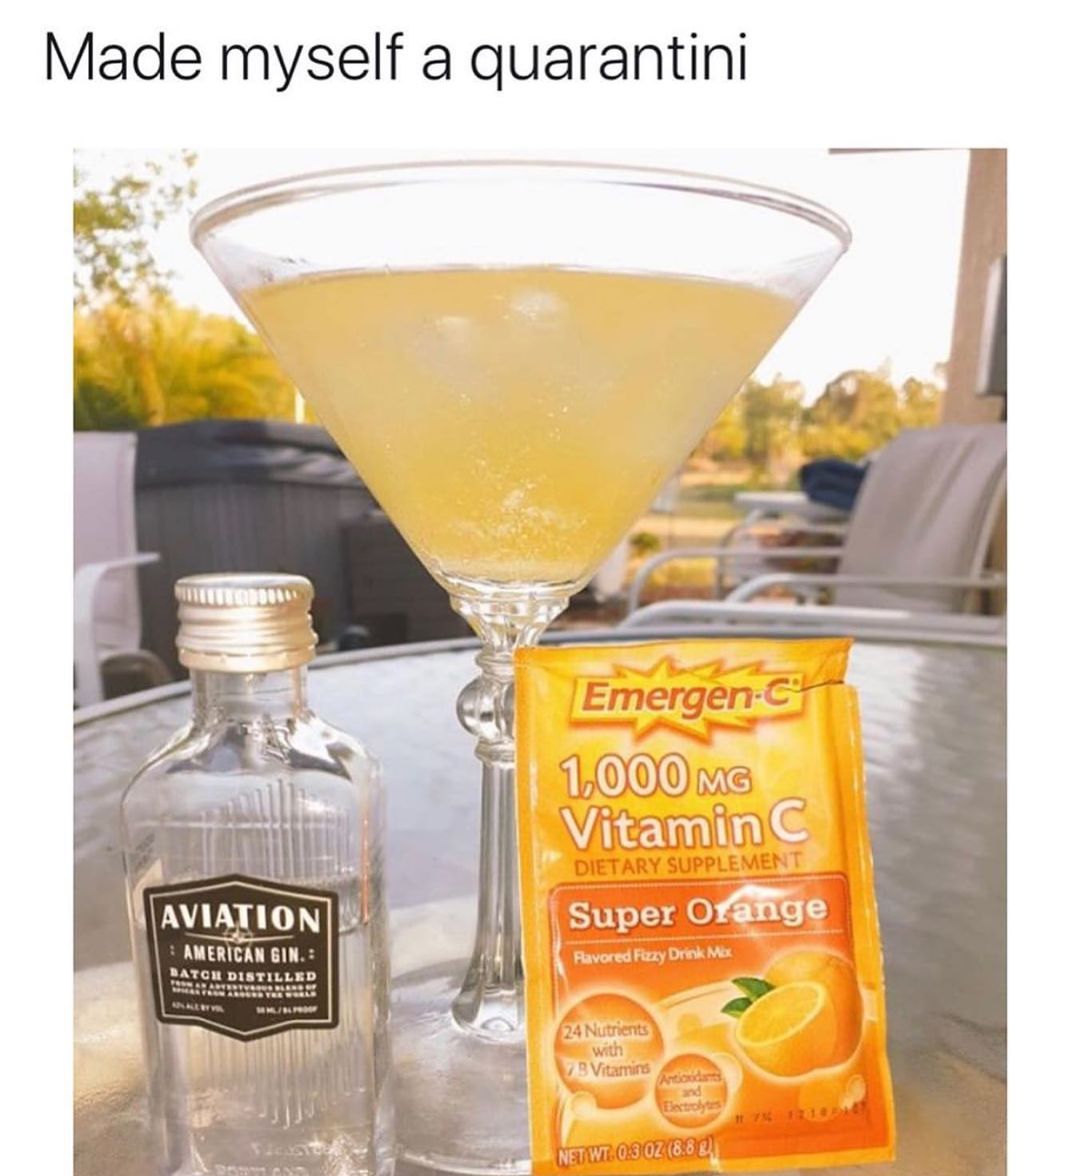 Made myself a quarantini
Emergen-C
1,000 MG
Vitamin C
DIETARY SUPPLEMENT
Super Orange
Flavored Fizzy Drink Mix
24 Nutrients
with
7 B Vitamins
Antioxidants
and
Electrolytes
NET WT. 0.3 OZ (8.8 g)
AVIATION
AMERICAN GIN.
BATCH DISTILLED